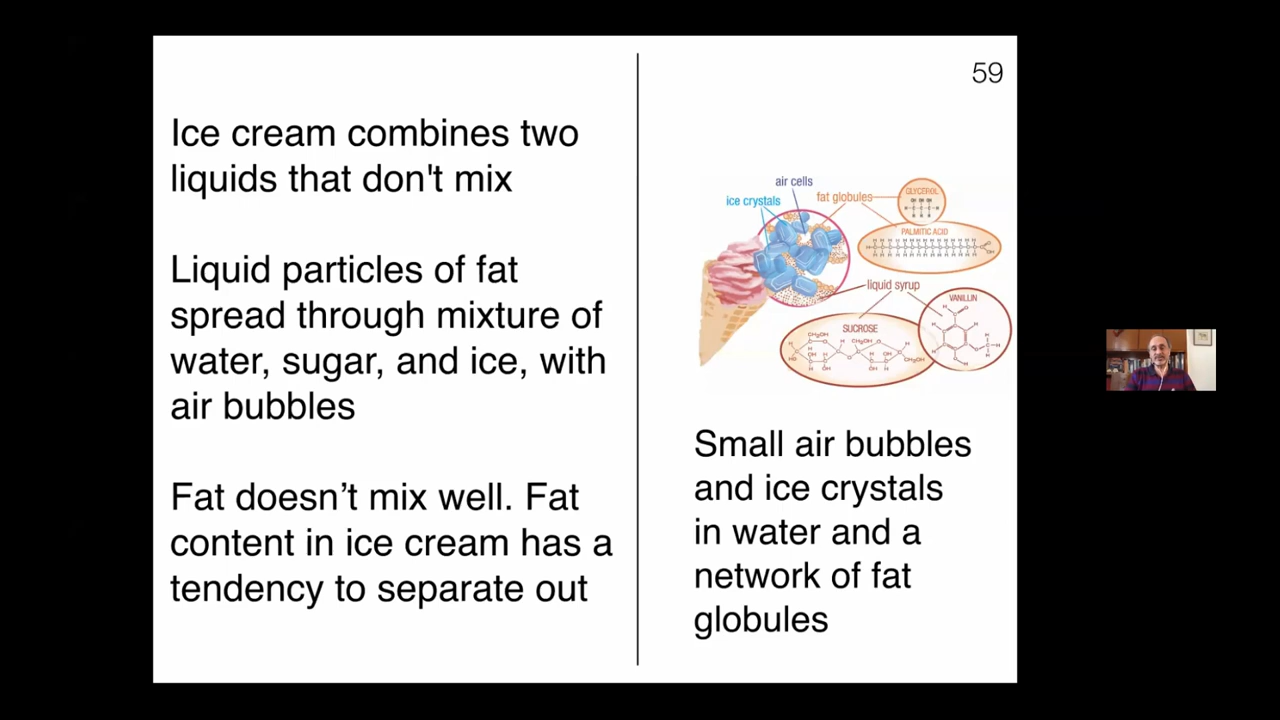 59
Ice cream combines two
liquids that don't mix
Liquid particles of fat
spread through mixture of
water, sugar, and ice, with
air bubbles
Fat doesn’t mix well. Fat
content in ice cream has a
tendency to separate out
air cells
ice crystals
fat globules
GLYCEROL
PALMITIC ACID
liquid syrup
VANILLIN
SUCROSE
Small air bubbles
and ice crystals
in water and a
network of fat
globules